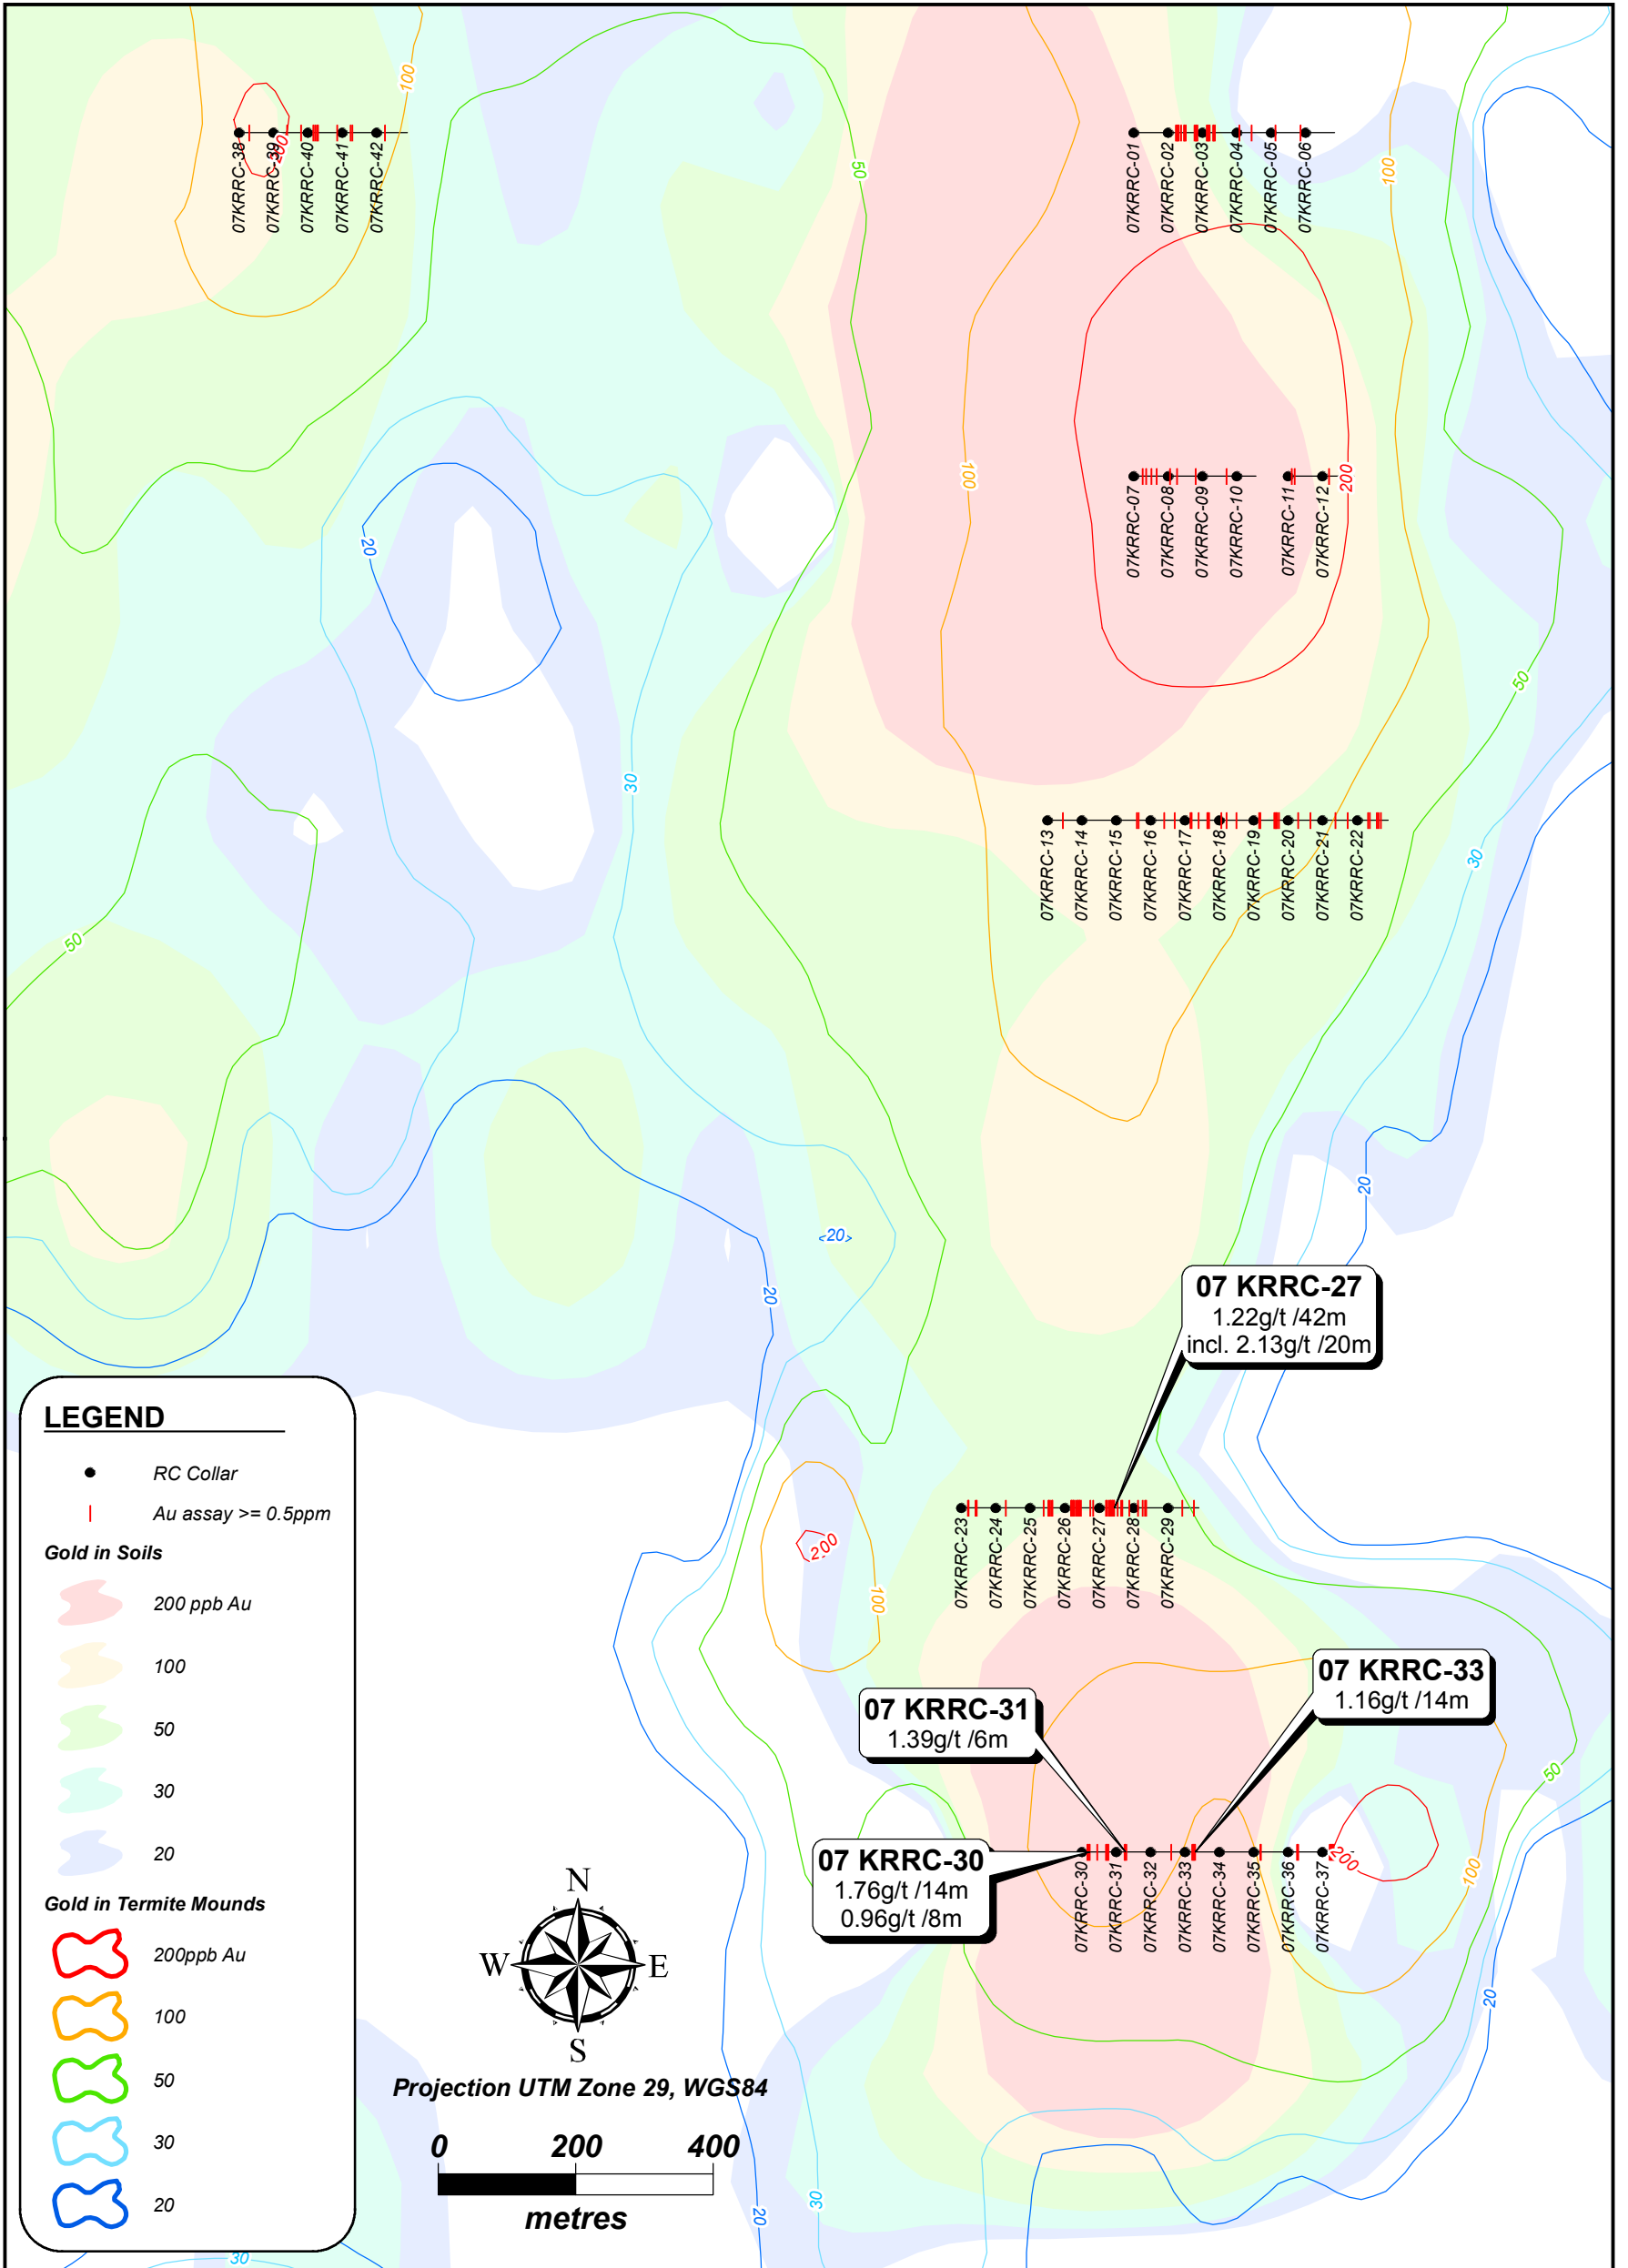 100
200
07KRRC-38
07KRRC-39
07KRRC-40
07KRRC-41
07KRRC-42
50
07KRRC-01
07KRRC-02
07KRRC-03
07KRRC-04
07KRRC-05
07KRRC-06
100
100
200
07KRRC-07
07KRRC-08
07KRRC-09
07KRRC-10
07KRRC-11
07KRRC-12
20
50
30
07KRRC-13
07KRRC-14
07KRRC-15
07KRRC-16
07KRRC-17
07KRRC-18
07KRRC-19
07KRRC-20
07KRRC-21
07KRRC-22
30
50
20
20
20
07 KRRC-27
1.22g/t /42m
incl. 2.13g/t /20m
07KRRC-23
07KRRC-24
07KRRC-25
07KRRC-26
07KRRC-27
07KRRC-28
07KRRC-29
200
100
07 KRRC-33
1.16g/t /14m
07 KRRC-31
1.39g/t /6m
50
07 KRRC-30
1.76g/t /14m
0.96g/t /8m
07KRRC-30
07KRRC-31
07KRRC-32
07KRRC-33
07KRRC-34
07KRRC-35
07KRRC-36
07KRRC-37
200
100
20
30
20
30
LEGEND
RC Collar
Au assay >= 0.5ppm
Gold in Soils
200 ppb Au
100
50
30
20
Gold in Termite Mounds
200ppb Au
100
50
30
20
N
W E
S
Projection UTM Zone 29, WGS84
0 200 400
metres